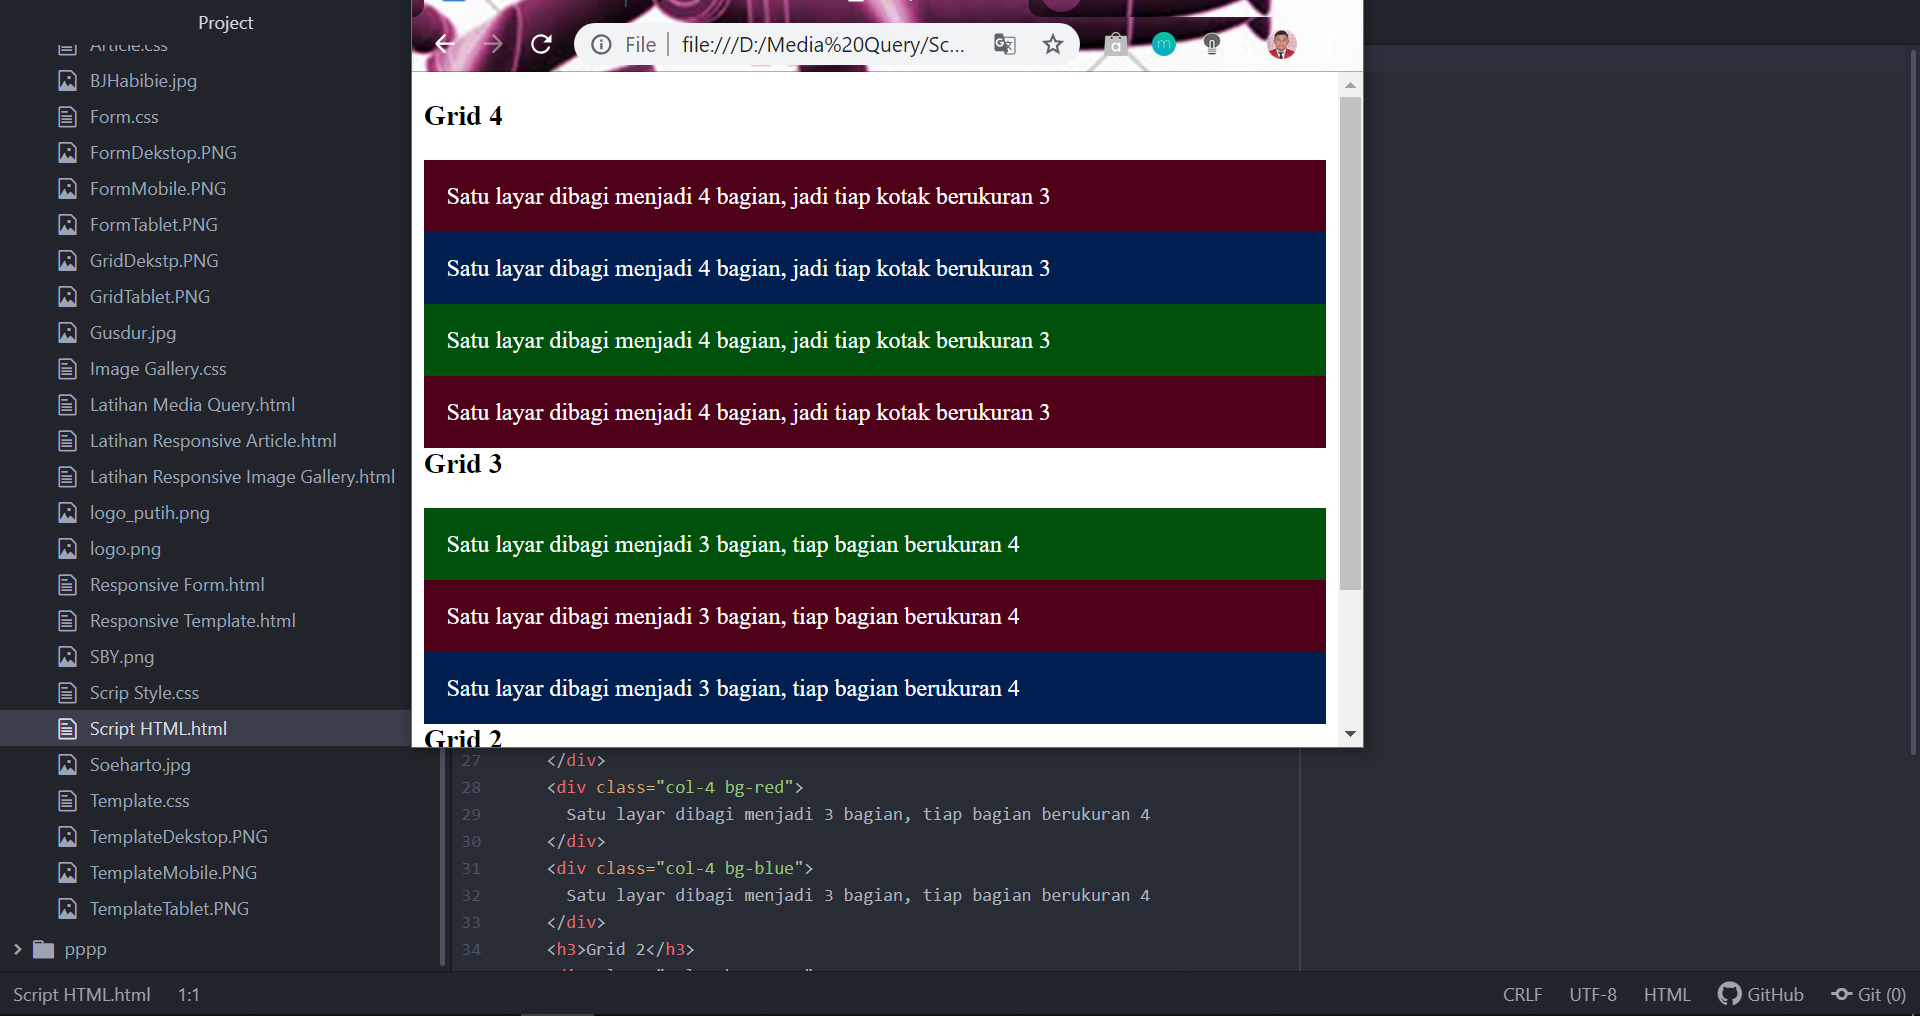 Project
Article.css
BJHabibie.jpg
Form.css
FormDekstop.PNG
FormMobile.PNG
FormTablet.PNG
GridDekstp.PNG
GridTablet.PNG
Gusdur.jpg
Image Gallery.css
Latihan Media Query.html
Latihan Responsive Article.html
Latihan Responsive Image Gallery.html
logo_putih.png
logo.png
Responsive Form.html
Responsive Template.html
SBY.png
Scrip Style.css
Script HTML.html
Soeharto.jpg
Template.css
TemplateDekstop.PNG
TemplateMobile.PNG
TemplateTablet.PNG
pppp
File file:///D:/Media%20Query/Sc...
Grid 4
Satu layar dibagi menjadi 4 bagian, jadi tiap kotak berukuran 3
Satu layar dibagi menjadi 4 bagian, jadi tiap kotak berukuran 3
Satu layar dibagi menjadi 4 bagian, jadi tiap kotak berukuran 3
Satu layar dibagi menjadi 4 bagian, jadi tiap kotak berukuran 3
Grid 3
Satu layar dibagi menjadi 3 bagian, tiap bagian berukuran 4
Satu layar dibagi menjadi 3 bagian, tiap bagian berukuran 4
Satu layar dibagi menjadi 3 bagian, tiap bagian berukuran 4
Grid 2
27 </div>
28 <div class="col-4 bg-red">
29 Satu layar dibagi menjadi 3 bagian, tiap bagian berukuran 4
30 </div>
31 <div class="col-4 bg-blue">
32 Satu layar dibagi menjadi 3 bagian, tiap bagian berukuran 4
33 </div>
34 <h3>Grid 2</h3>
Script HTML.html 1:1 CRLF UTF-8 HTML GitHub Git (0)